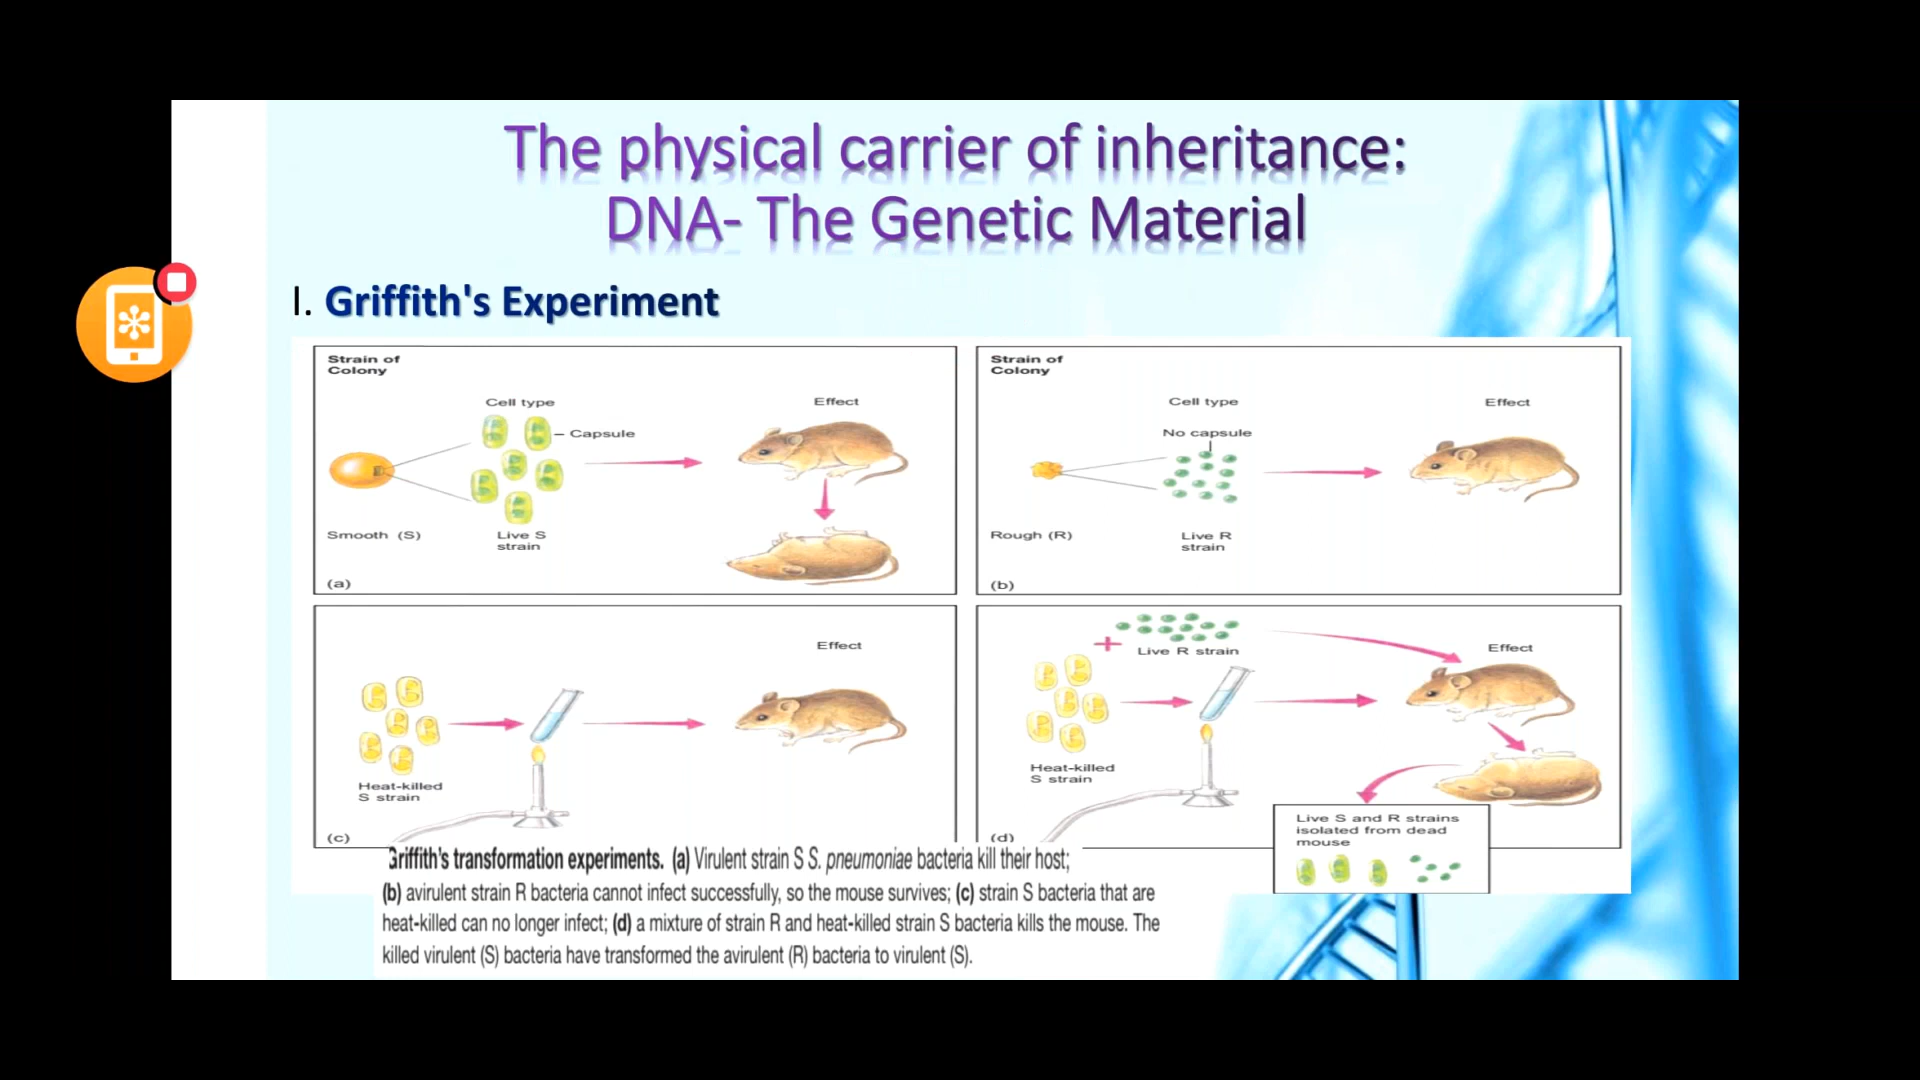 The physical carrier of inheritance:
DNA- The Genetic Material
I. Griffith's Experiment
Strain of
Colony
Cell type
Effect
Capsule
Smooth (S)
Live S
strain
(a)
Strain of
Colony
Cell type
Effect
No capsule
Rough (R)
Live R
strain
(b)
Effect
Heat-killed
S strain
(c)
+
Live R strain
Effect
Heat-killed
S strain
(d)
Live S and R strains
isolated from dead
mouse
Griffith's transformation experiments. (a) Virulent strain S S. pneumoniae bacteria kill their host;
(b) avirulent strain R bacteria cannot infect successfully, so the mouse survives; (c) strain S bacteria that are
heat-killed can no longer infect; (d) a mixture of strain R and heat-killed strain S bacteria kills the mouse. The
killed virulent (S) bacteria have transformed the avirulent (R) bacteria to virulent (S).